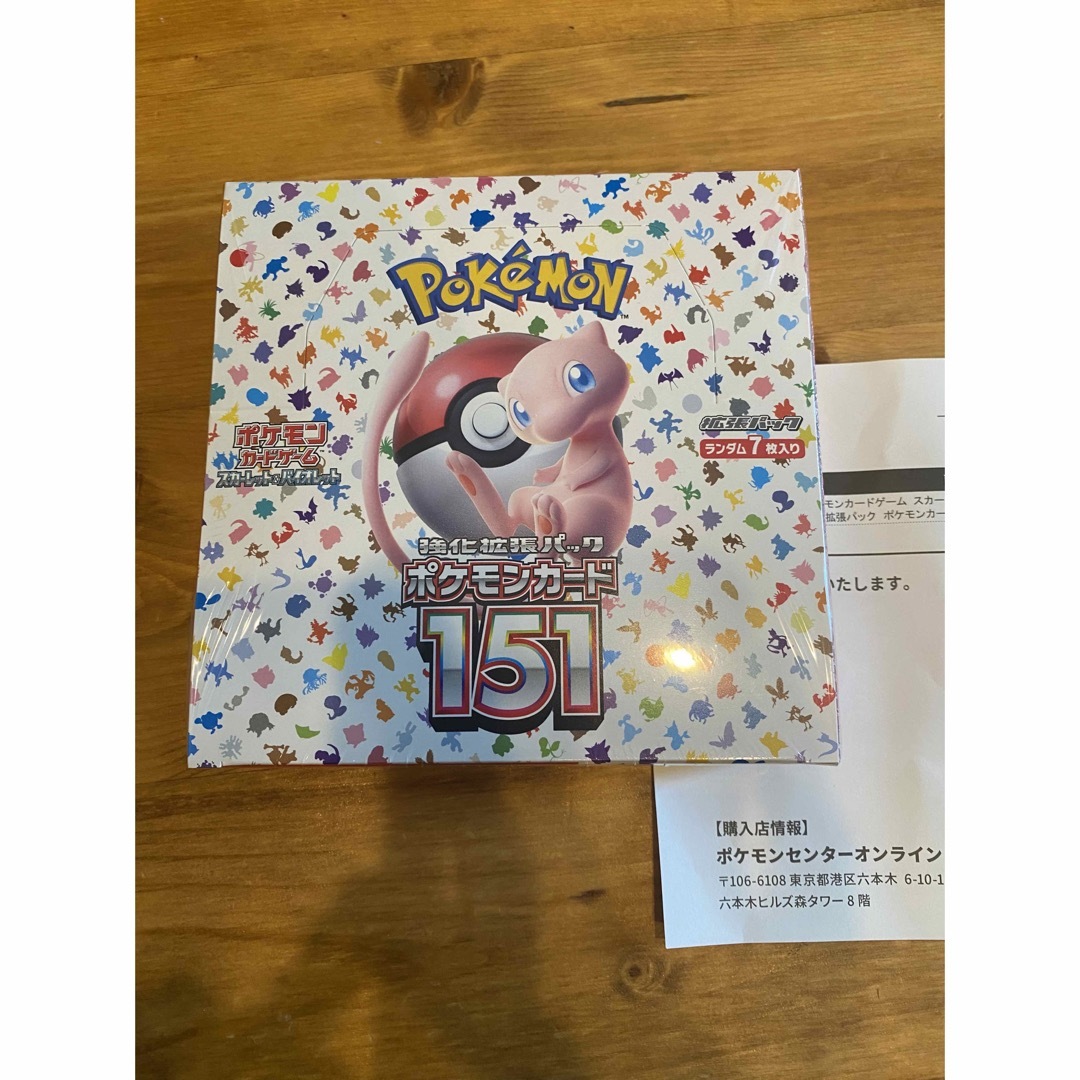 POKéMON
TM
ポケモン
カードゲーム
スカーレット&バイオレット
拡張パック
ランダム7枚入り
強化拡張パック
ポケモンカード
151
モンカードゲーム スカー
拡張パック ポケモンカー
いたします。
【購入店情報】
ポケモンセンターオンライン
〒106-6108 東京都港区六本木 6-10-1
六本木ヒルズ森タワー 8 階